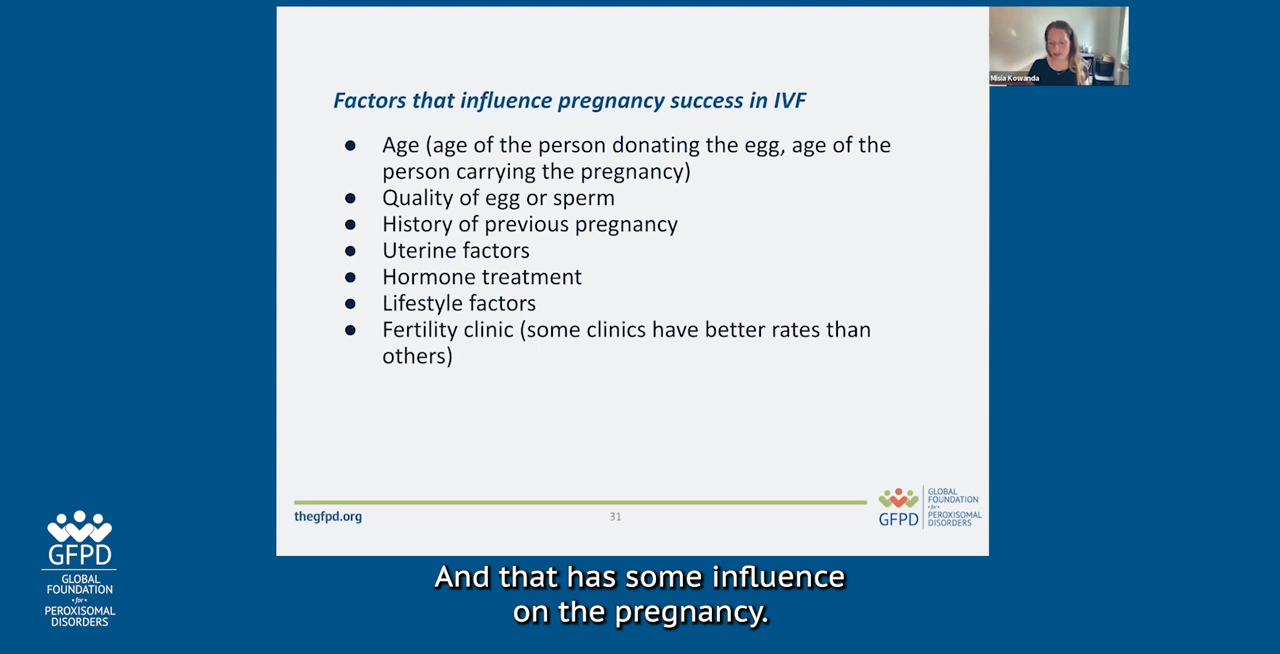 Misia Kowanda
Factors that influence pregnancy success in IVF
● Age (age of the person donating the egg, age of the
person carrying the pregnancy)
● Quality of egg or sperm
● History of previous pregnancy
● Uterine factors
● Hormone treatment
● Lifestyle factors
● Fertility clinic (some clinics have better rates than
others)
thegfpd.org
31
GFPD
GLOBAL
FOUNDATION
for
PEROXISOMAL
DISORDERS
GFPD
GLOBAL
FOUNDATION
for
PEROXISOMAL
DISORDERS
And that has some influence
on the pregnancy.